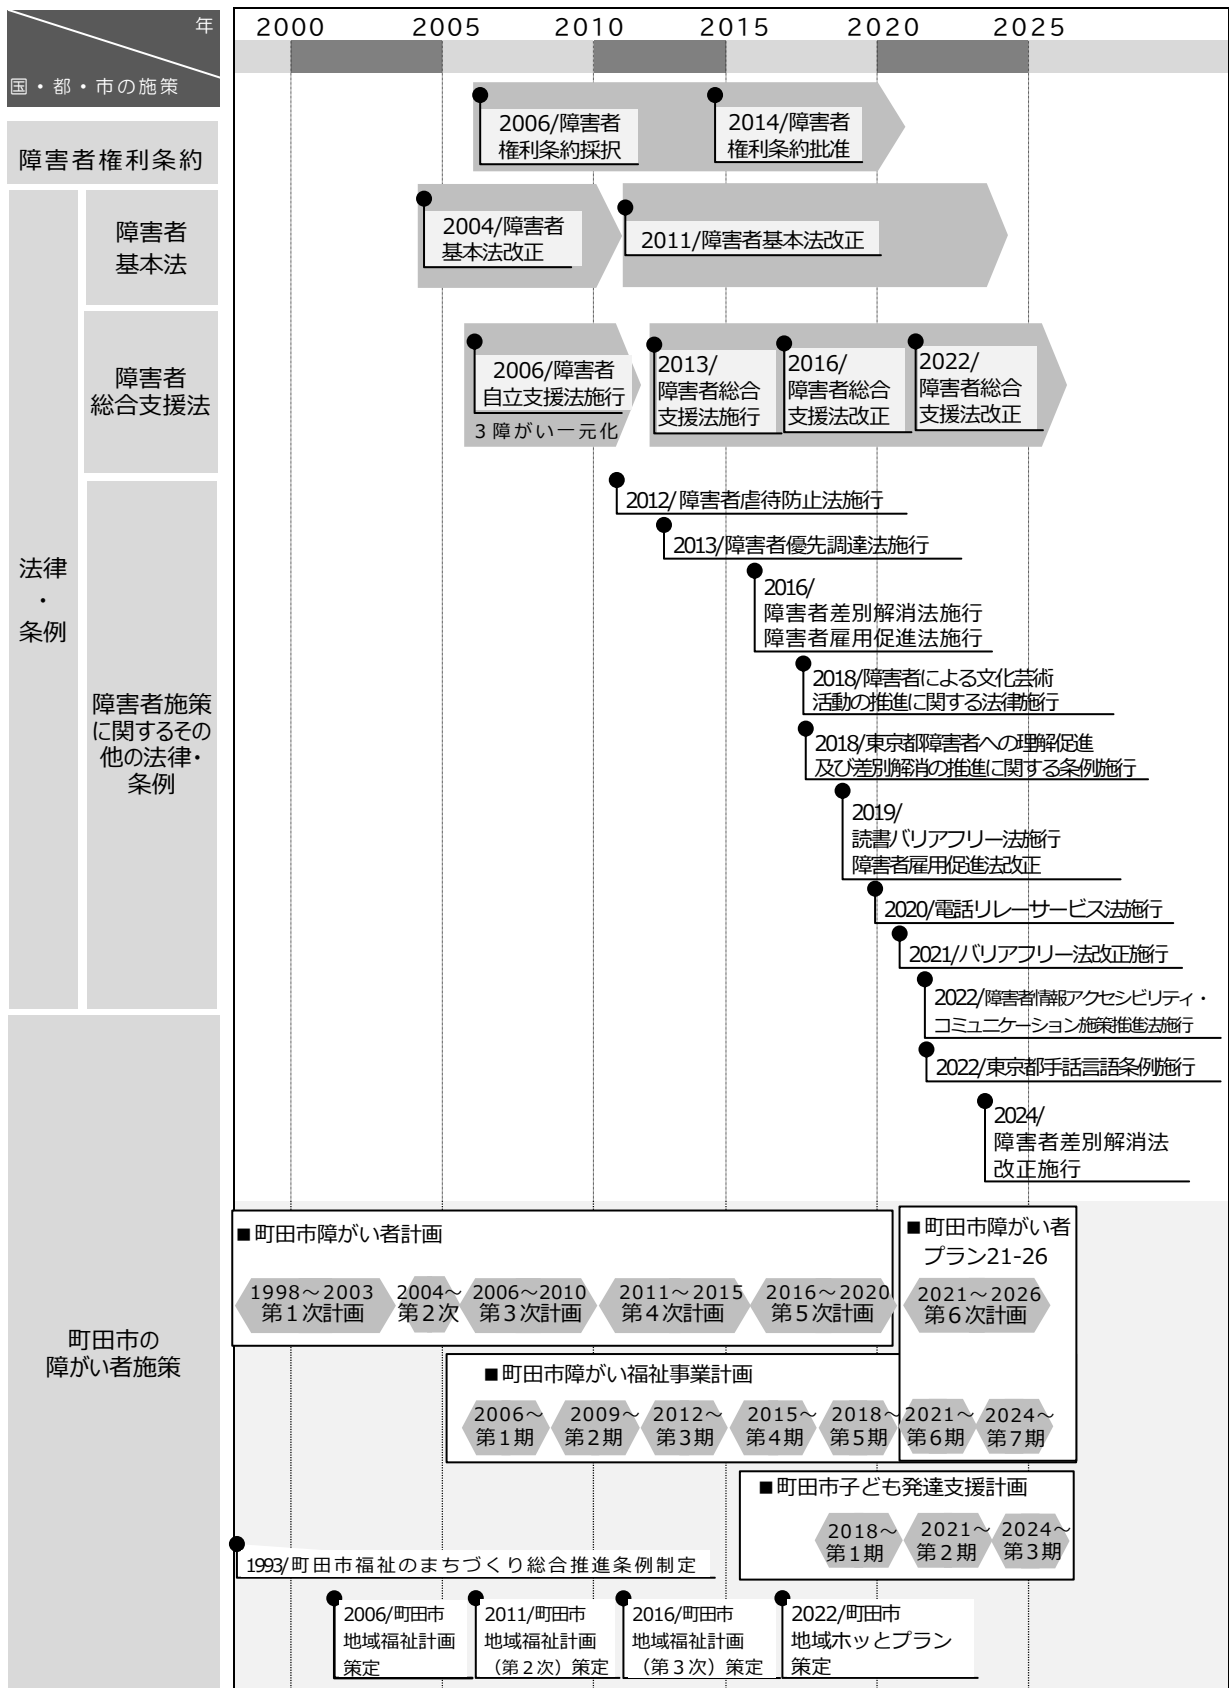 年
国・都・市の施策
2000 2005 2010 2015 2020 2025
障害者権利条約
2006/障害者
権利条約採択
2014/障害者
権利条約批准
法律
・
条例
障害者
基本法
2004/障害者
基本法改正
2011/障害者基本法改正
障害者
総合支援法
2006/障害者
自立支援法施行
3障がい一元化
2013/
障害者総合
支援法施行
2016/
障害者総合
支援法改正
2022/
障害者総合
支援法改正
障害者施策
に関するその
他の法律・
条例
2012/障害者虐待防止法施行
2013/障害者優先調達法施行
2016/
障害者差別解消法施行
障害者雇用促進法施行
2018/障害者による文化芸術
活動の推進に関する法律施行
2018/東京都障害者への理解促進
及び差別解消の推進に関する条例施行
2019/
読書バリアフリー法施行
障害者雇用促進法改正
2020/電話リレーサービス法施行
2021/バリアフリー法改正施行
2022/障害者情報アクセシビリティ・
コミュニケーション施策推進法施行
2022/東京都手話言語条例施行
2024/
障害者差別解消法
改正施行
町田市の
障がい者施策
■町田市障がい者計画
1998～2003
第1次計画
2004～
第2次
2006～2010
第3次計画
2011～2015
第4次計画
2016～2020
第5次計画
■町田市障がい者
プラン21-26
2021～2026
第6次計画
■町田市障がい福祉事業計画
2006～
第1期
2009～
第2期
2012～
第3期
2015～
第4期
2018～
第5期
2021～
第6期
2024～
第7期
■町田市子ども発達支援計画
2018～
第1期
2021～
第2期
2024～
第3期
1993/町田市福祉のまちづくり総合推進条例制定
2006/町田市
地域福祉計画
策定
2011/町田市
地域福祉計画
（第2次）策定
2016/町田市
地域福祉計画
（第3次）策定
2022/町田市
地域ホッとプラン
策定